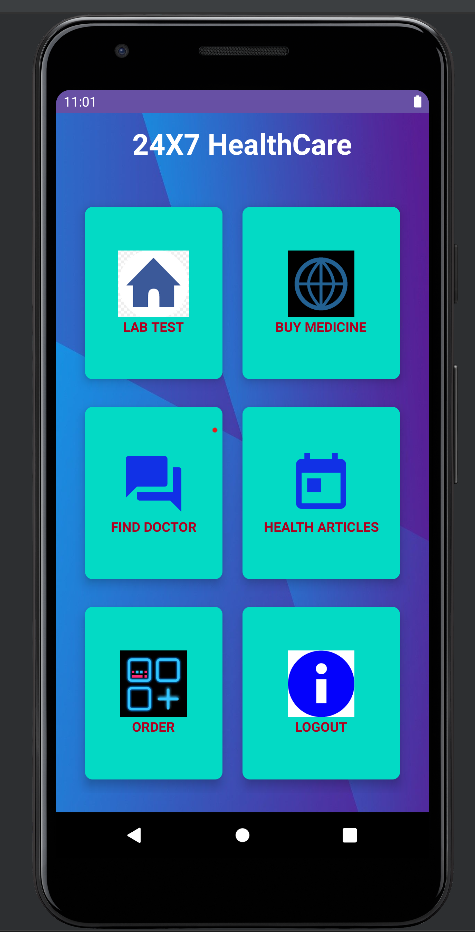 11:01
24X7 HealthCare
LAB TEST
BUY MEDICINE
FIND DOCTOR
HEALTH ARTICLES
ORDER
LOGOUT